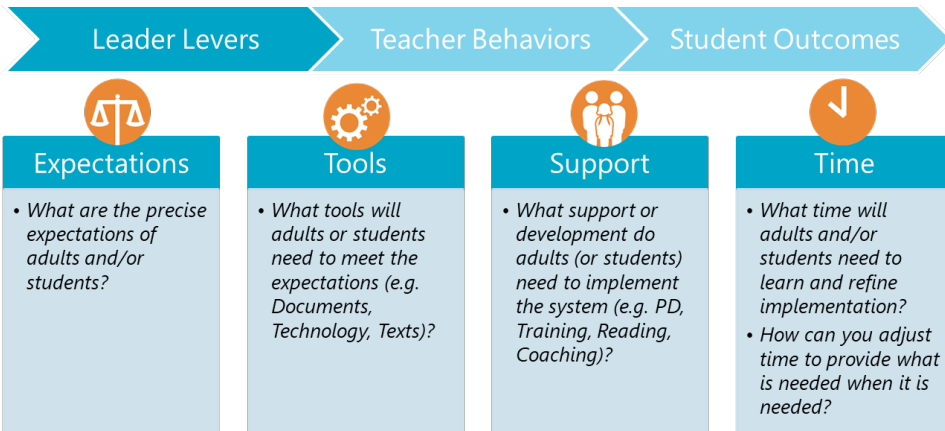 Leader Levers
Teacher Behaviors
Student Outcomes
Expectations
• What are the precise
expectations of
adults and/or
students?
Tools
• What tools will
adults or students
need to meet the
expectations (e.g.
Documents,
Technology, Texts)?
Support
• What support or
development do
adults (or students)
need to implement
the system (e.g. PD,
Training, Reading,
Coaching)?
Time
• What time will
adults and/or
students need to
learn and refine
implementation?
• How can you adjust
time to provide what
is needed when it is
needed?